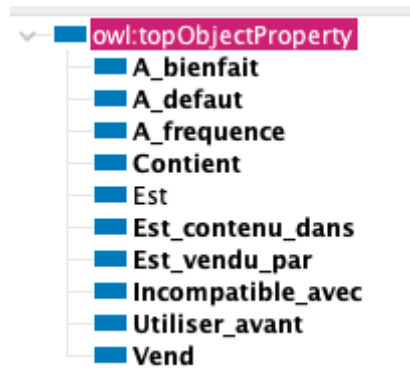 owl:topObjectProperty
A_bienfait
A_defaut
A_frequence
Contient
Est
Est_contenu_dans
Est_vendu_par
Incompatible_avec
Utiliser_avant
Vend